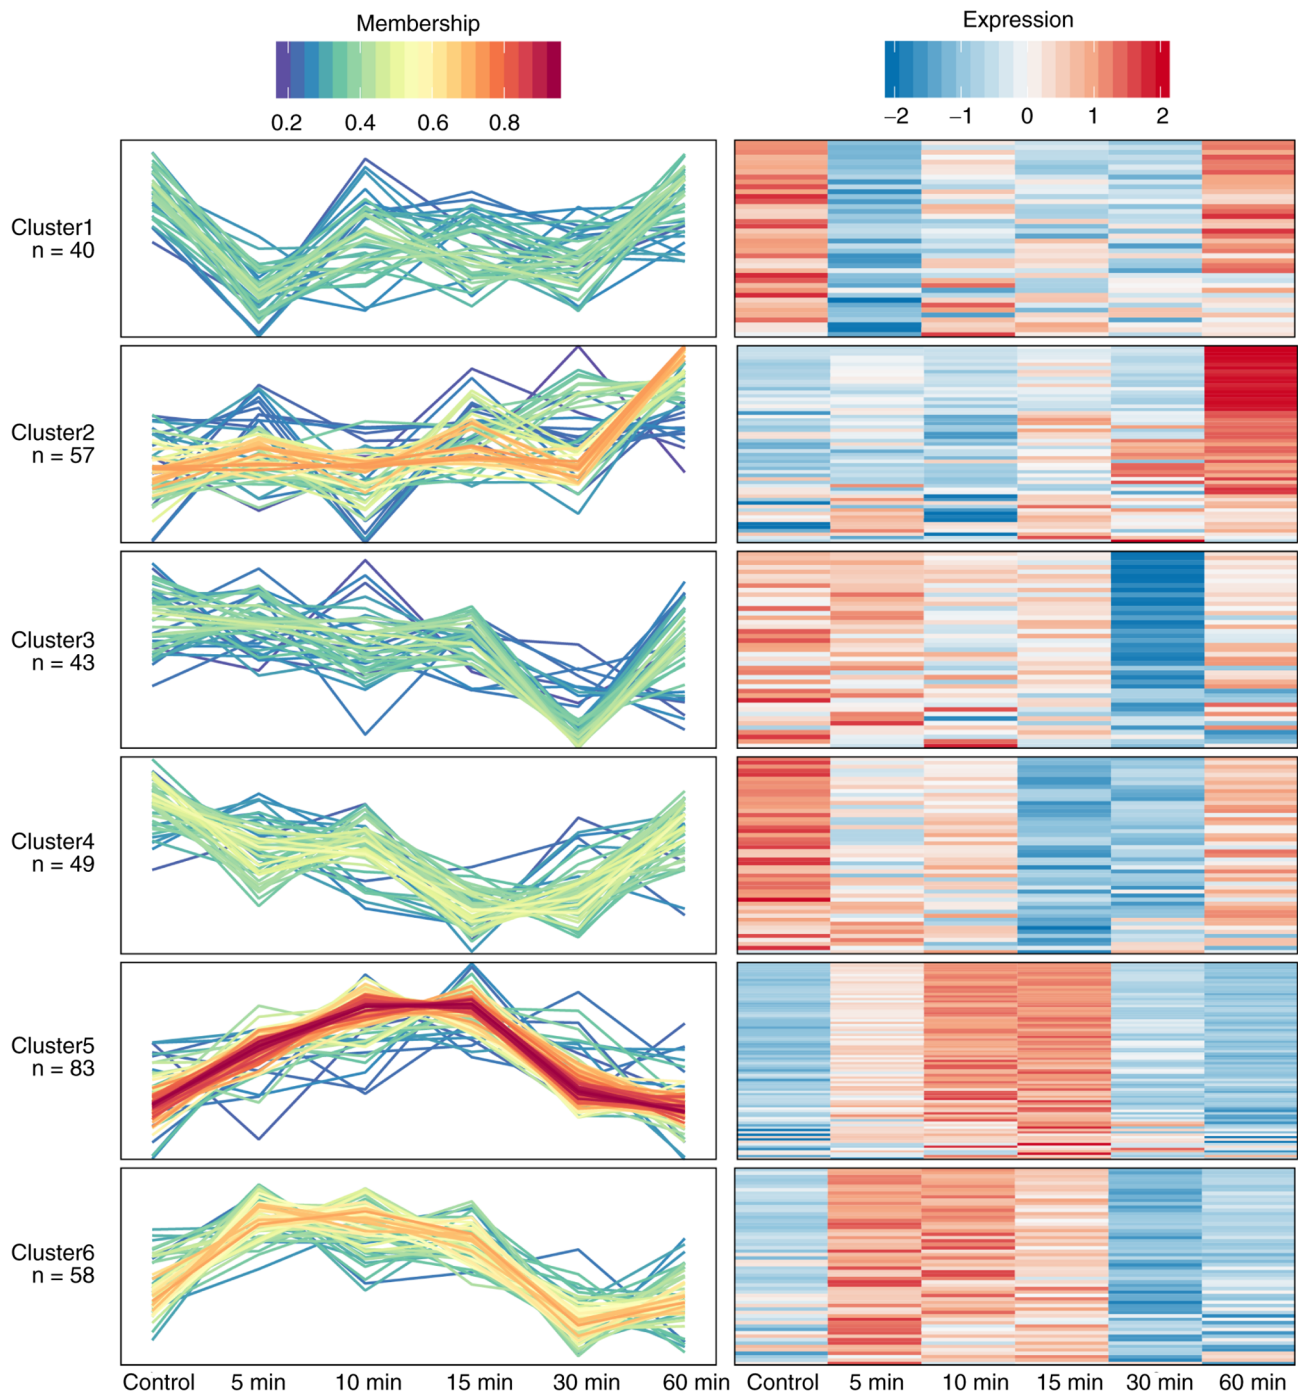 Membership
0.2 0.4 0.6 0.8
Expression
−2 −1 0 1 2
Cluster1
n = 40
Cluster2
n = 57
Cluster3
n = 43
Cluster4
n = 49
Cluster5
n = 83
Cluster6
n = 58
Control 5 min 10 min 15 min 30 min 60 min
Control 5 min 10 min 15 min 30 min 60 min